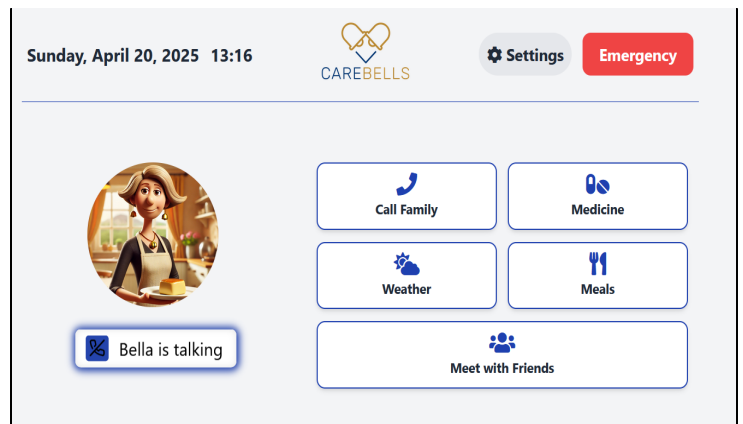 Sunday, April 20, 2025 13:16
CAREBELLS
Settings
Emergency
Call Family
Medicine
Weather
Meals
Bella is talking
Meet with Friends